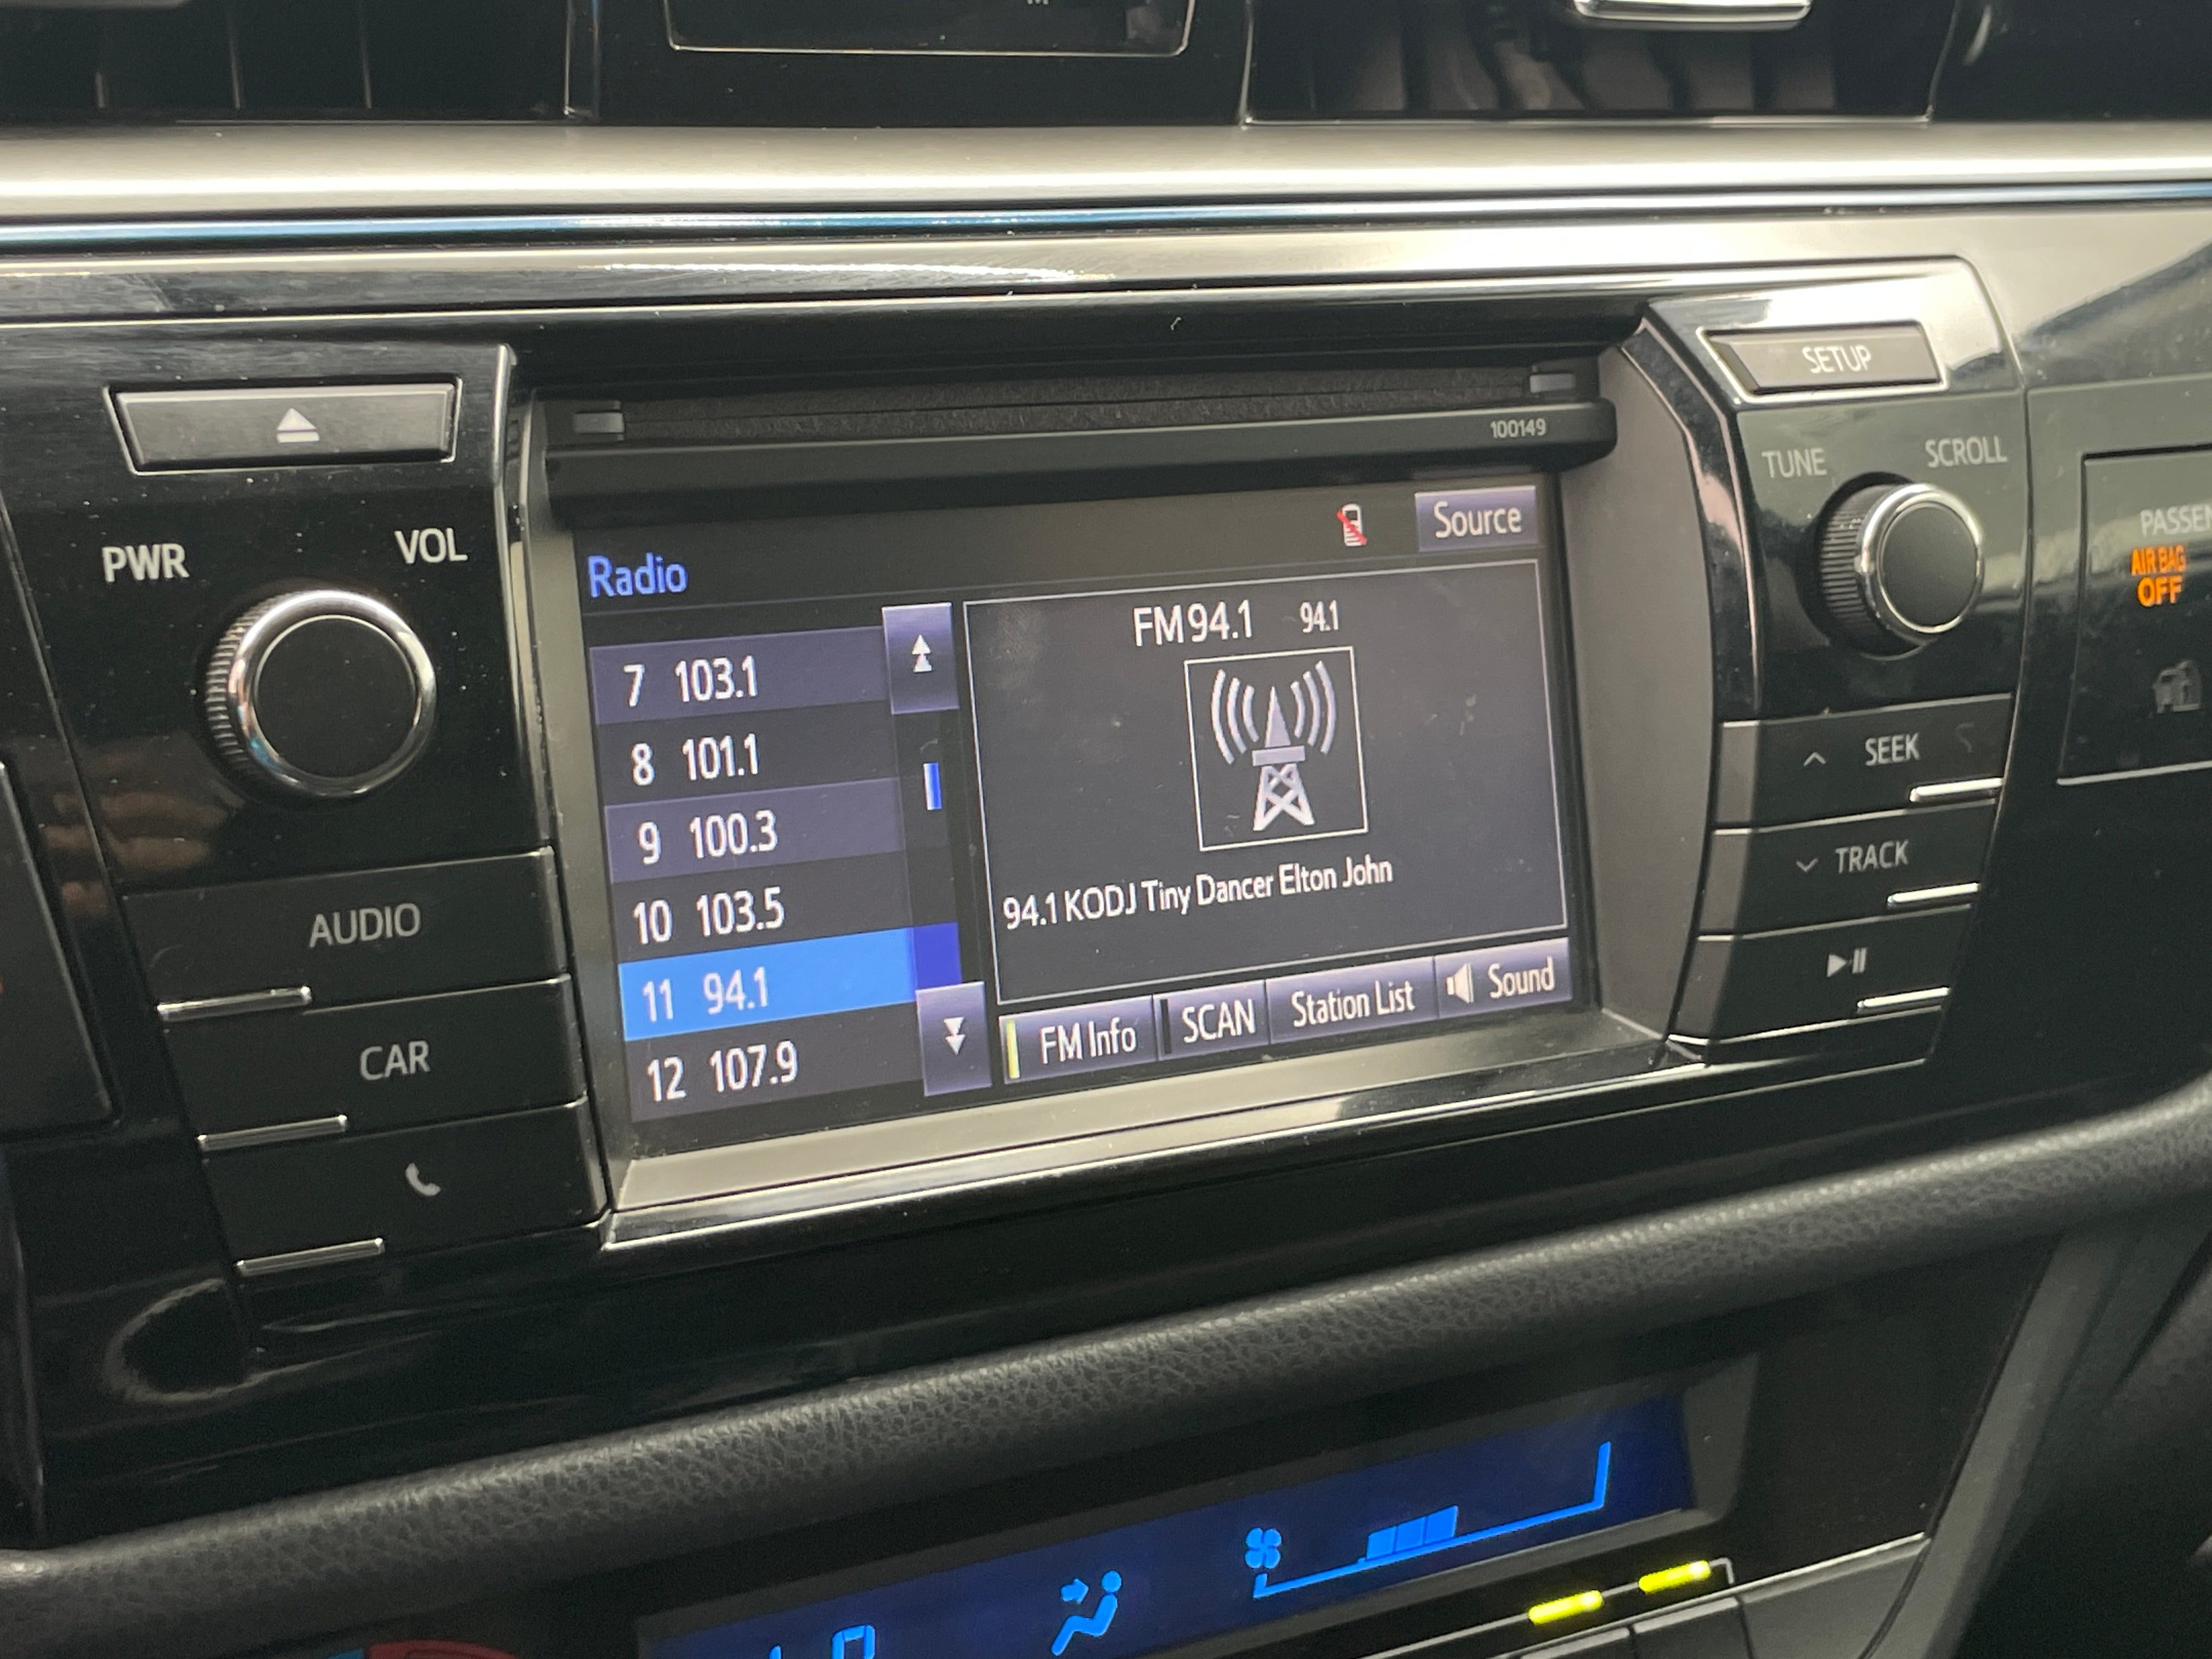 100149
SETUP
TUNE SCROLL
PWR VOL
Source
Radio
PASSEN
AIR BAG
OFF
FM94.1 94.1
7 103.1
8 101.1
9 100.3
10 103.5
11 94.1
12 107.9
94.1 KODJ Tiny Dancer Elton John
FM Info SCAN Station List Sound
SEEK
TRACK
AUDIO
CAR